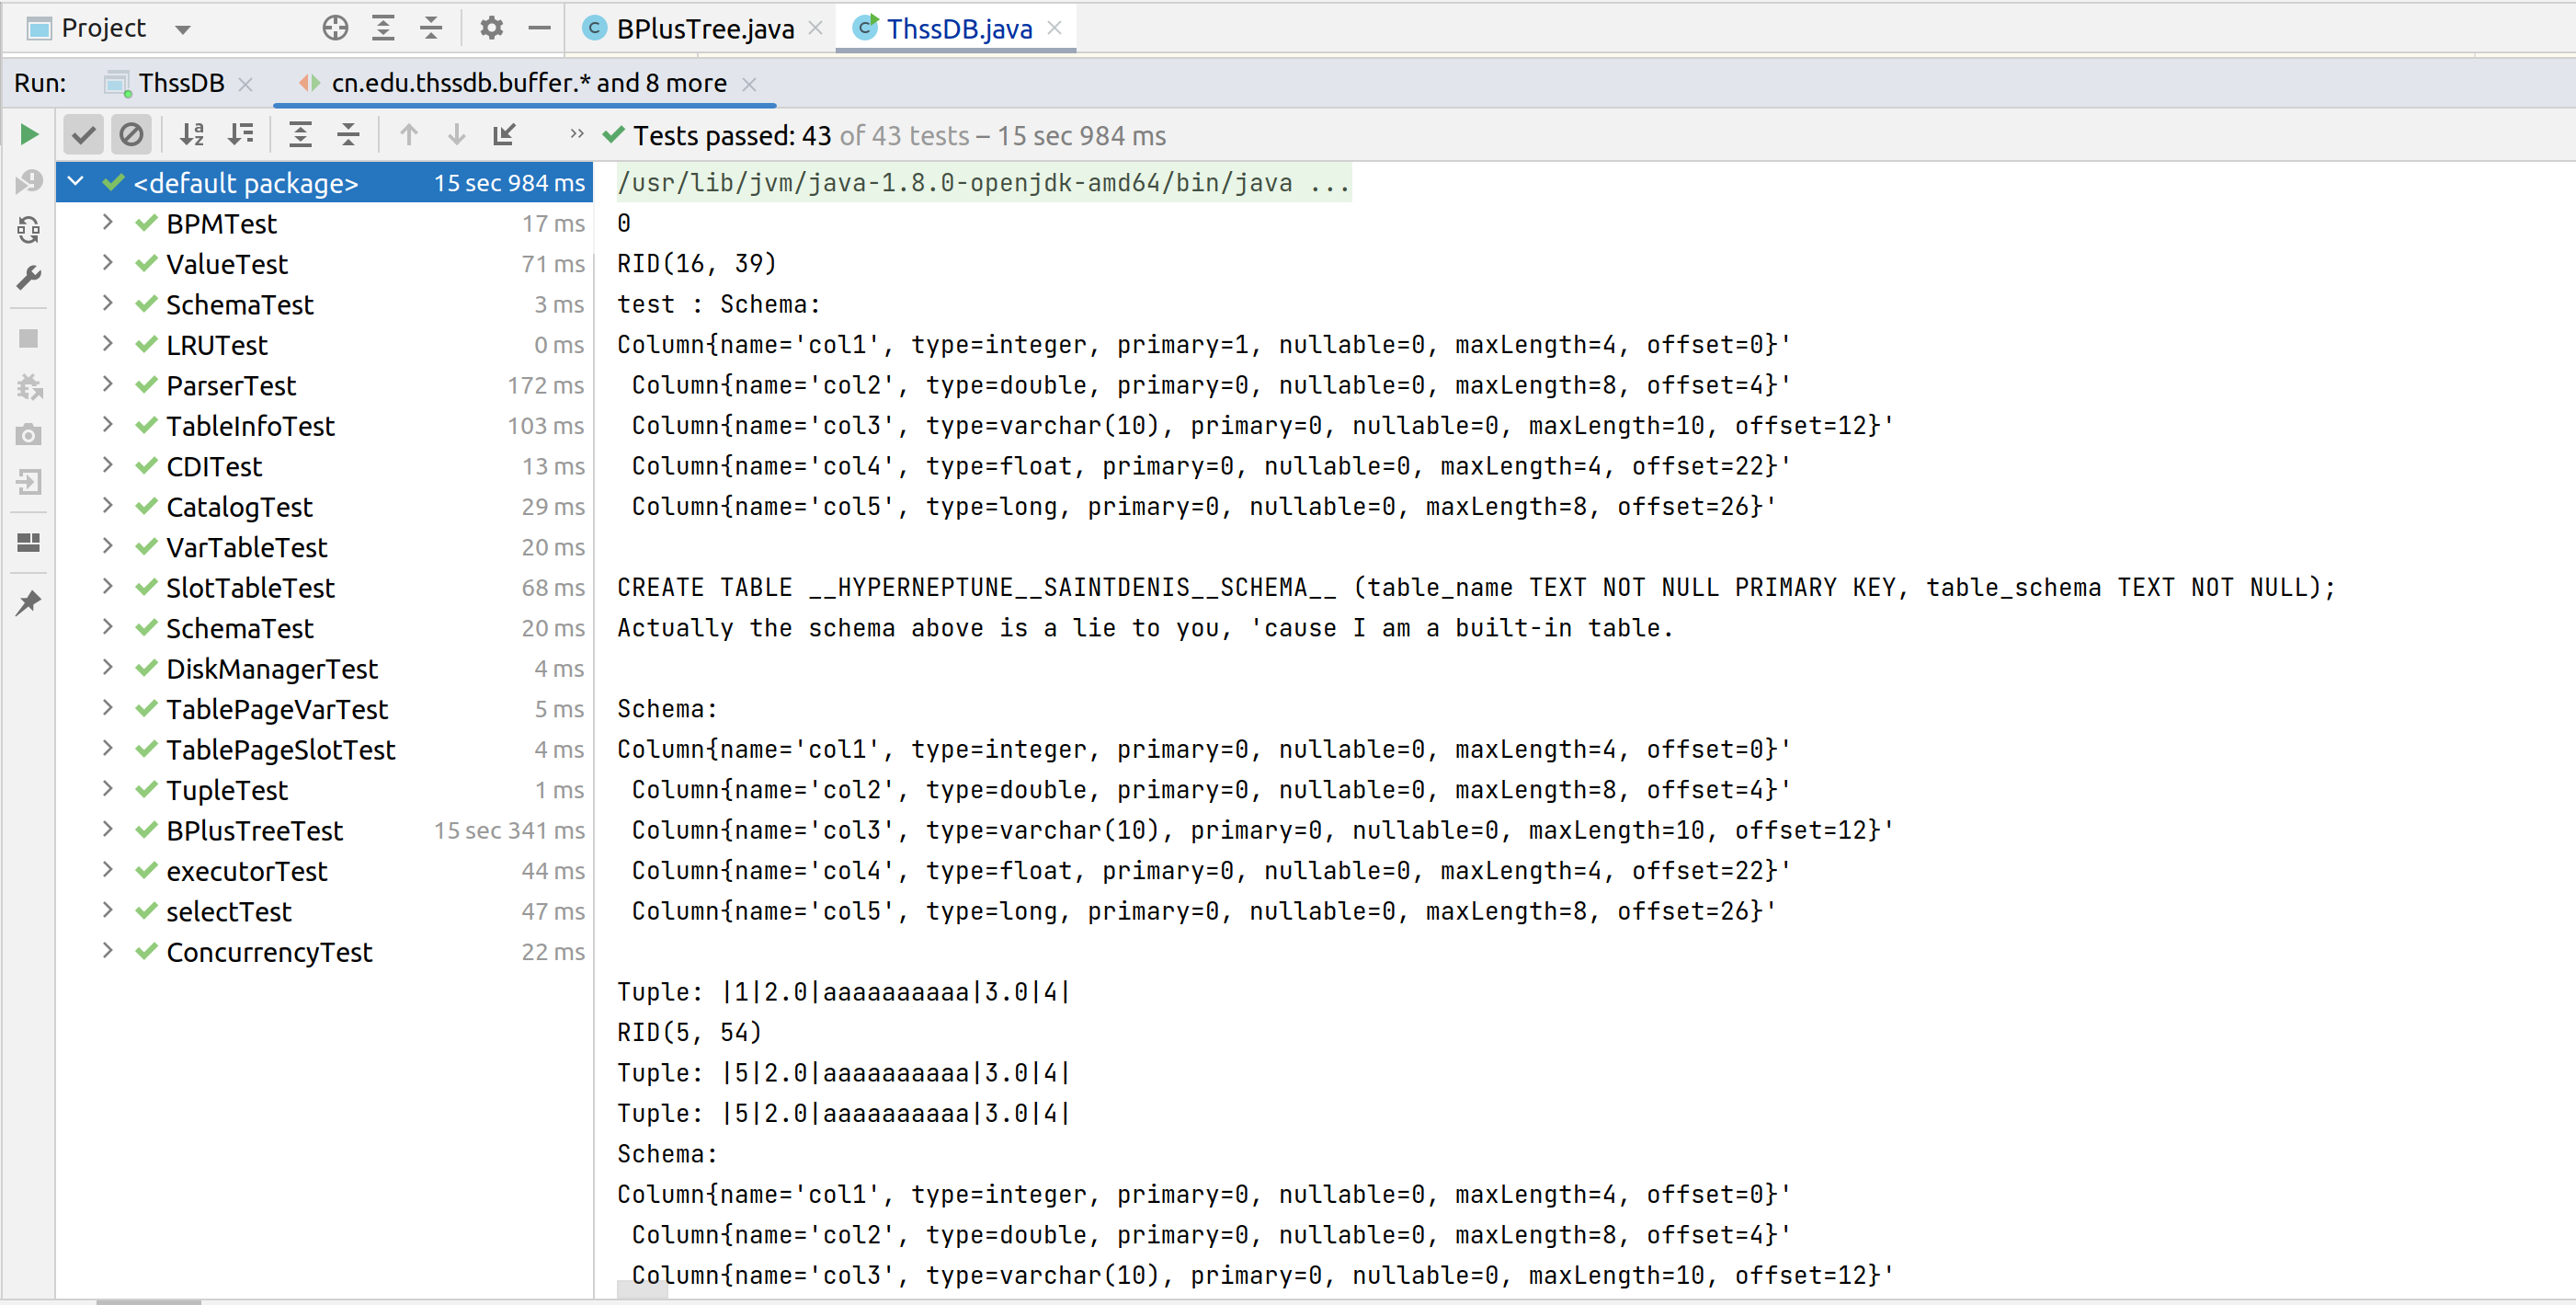 Project BPlusTree.java ThssDB.java
Run: ThssDB cn.edu.thssdb.buffer.* and 8 more
» Tests passed: 43 of 43 tests – 15 sec 984 ms
<default package> 15 sec 984 ms
BPMTest 17 ms
ValueTest 71 ms
SchemaTest 3 ms
LRUTest 0 ms
ParserTest 172 ms
TableInfoTest 103 ms
CDITest 13 ms
CatalogTest 29 ms
VarTableTest 20 ms
SlotTableTest 68 ms
SchemaTest 20 ms
DiskManagerTest 4 ms
TablePageVarTest 5 ms
TablePageSlotTest 4 ms
TupleTest 1 ms
BPlusTreeTest 15 sec 341 ms
executorTest 44 ms
selectTest 47 ms
ConcurrencyTest 22 ms
/usr/lib/jvm/java-1.8.0-openjdk-amd64/bin/java ...
0
RID(16, 39)
test : Schema:
Column{name='col1', type=integer, primary=1, nullable=0, maxLength=4, offset=0}'
Column{name='col2', type=double, primary=0, nullable=0, maxLength=8, offset=4}'
Column{name='col3', type=varchar(10), primary=0, nullable=0, maxLength=10, offset=12}'
Column{name='col4', type=float, primary=0, nullable=0, maxLength=4, offset=22}'
Column{name='col5', type=long, primary=0, nullable=0, maxLength=8, offset=26}'
CREATE TABLE __HYPERNEPTUNE__SAINTDENIS__SCHEMA__ (table_name TEXT NOT NULL PRIMARY KEY, table_schema TEXT NOT NULL);
Actually the schema above is a lie to you, 'cause I am a built-in table.
Schema:
Column{name='col1', type=integer, primary=0, nullable=0, maxLength=4, offset=0}'
Column{name='col2', type=double, primary=0, nullable=0, maxLength=8, offset=4}'
Column{name='col3', type=varchar(10), primary=0, nullable=0, maxLength=10, offset=12}'
Column{name='col4', type=float, primary=0, nullable=0, maxLength=4, offset=22}'
Column{name='col5', type=long, primary=0, nullable=0, maxLength=8, offset=26}'
Tuple: |1|2.0|aaaaaaaaaa|3.0|4|
RID(5, 54)
Tuple: |5|2.0|aaaaaaaaaa|3.0|4|
Tuple: |5|2.0|aaaaaaaaaa|3.0|4|
Schema:
Column{name='col1', type=integer, primary=0, nullable=0, maxLength=4, offset=0}'
Column{name='col2', type=double, primary=0, nullable=0, maxLength=8, offset=4}'
Column{name='col3', type=varchar(10), primary=0, nullable=0, maxLength=10, offset=12}'